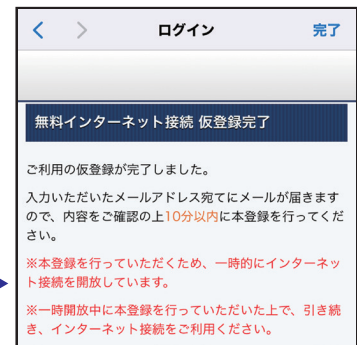 ログイン
完了
無料インターネット接続 仮登録完了
ご利用の仮登録が完了しました。
入力いただいたメールアドレス宛てにメールが届きます
ので、内容をご確認の上10分以内に本登録を行ってくだ
さい。
※本登録を行っていただくため、一時的にインターネッ
ト接続を開放しています。
※一時開放中に本登録を行っていただいた上で、引き続
き、インターネット接続をご利用ください。